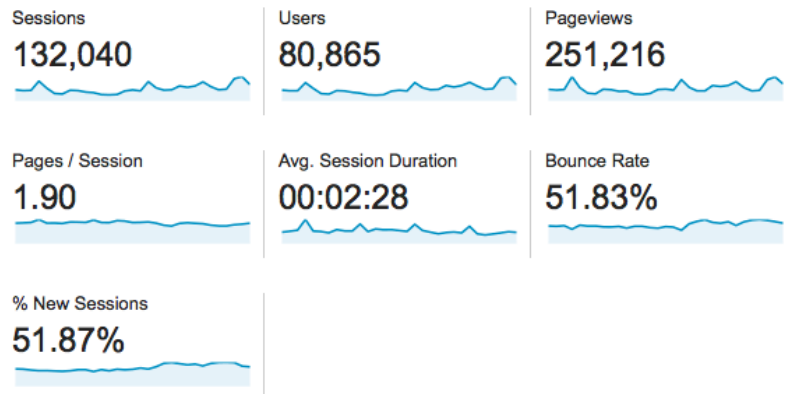 Sessions
132,040
Users
80,865
Pageviews
251,216
Pages / Session
1.90
Avg. Session Duration
00:02:28
Bounce Rate
51.83%
% New Sessions
51.87%